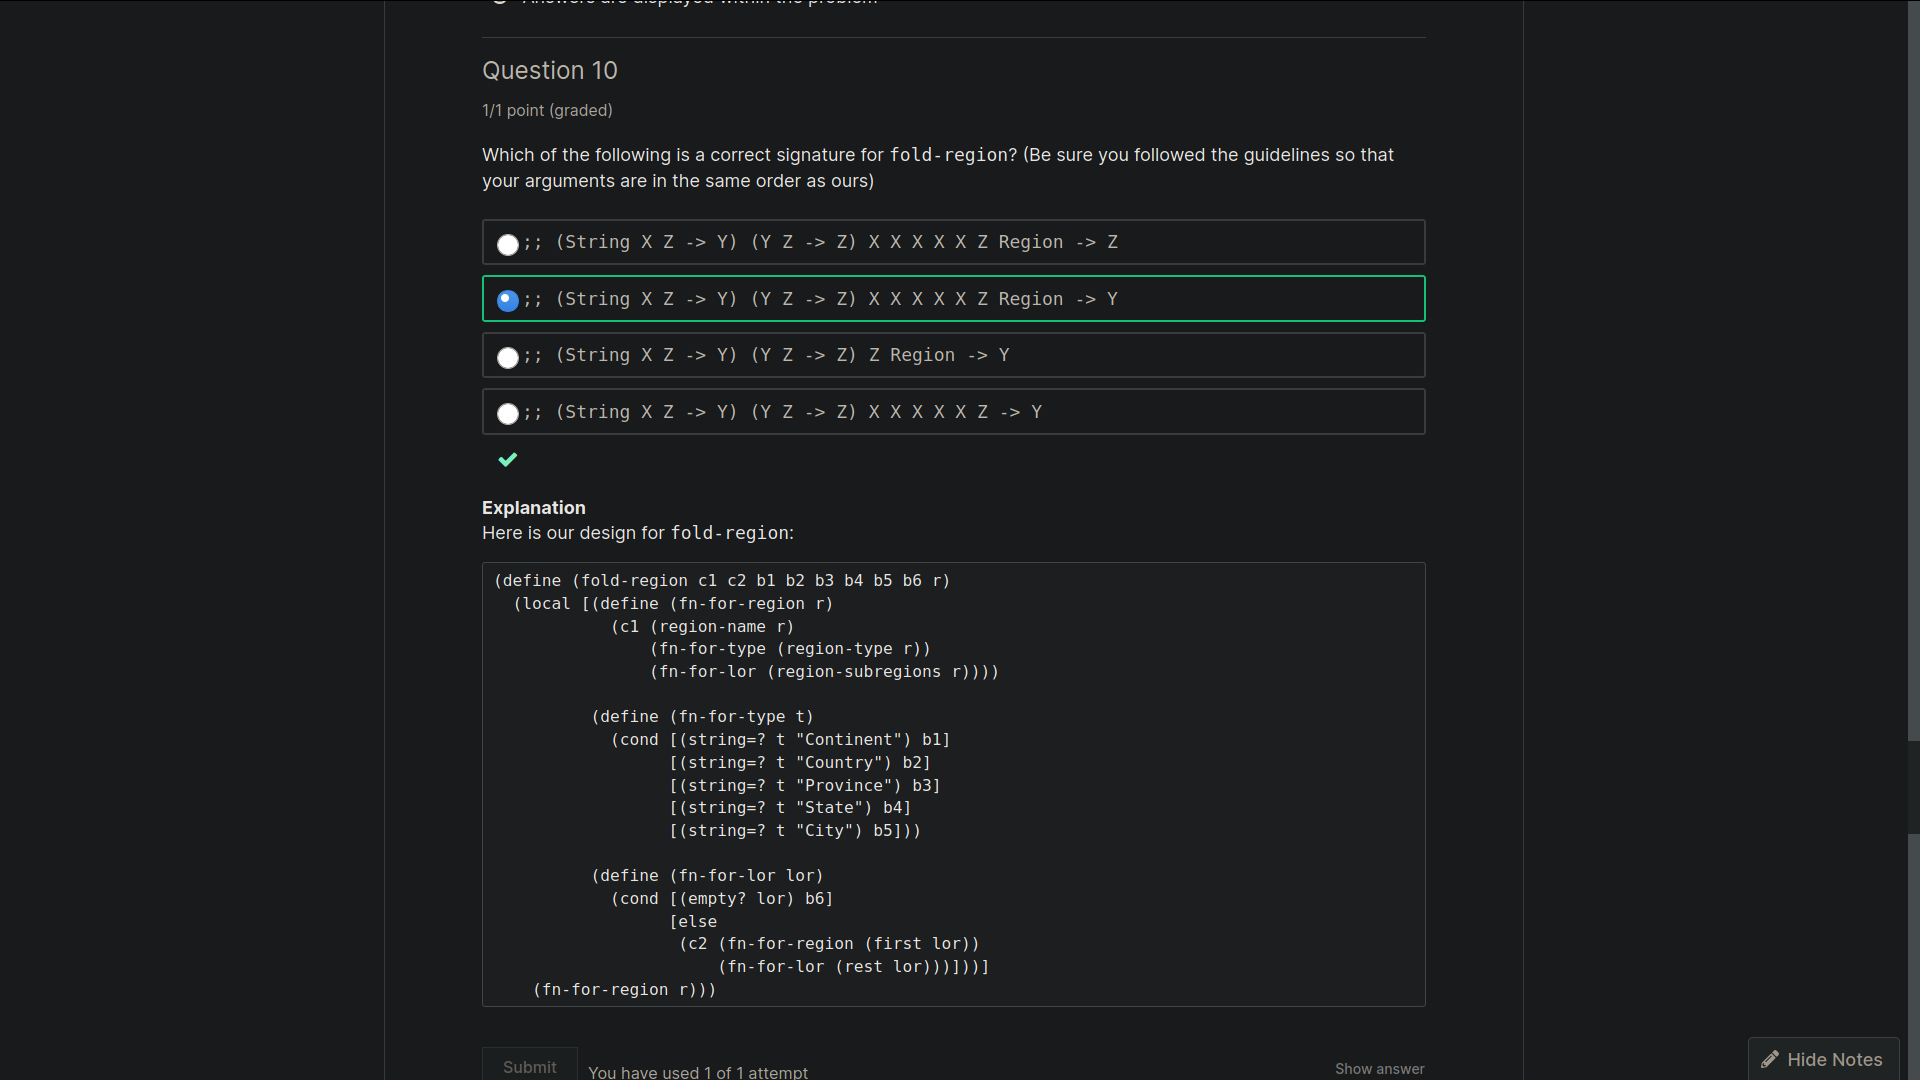 Answers are displayed within the problem
Question 10
1/1 point (graded)
Which of the following is a correct signature for fold-region? (Be sure you followed the guidelines so that
your arguments are in the same order as ours)
;; (String X Z -> Y) (Y Z -> Z) X X X X X Z Region -> Z
;; (String X Z -> Y) (Y Z -> Z) X X X X X Z Region -> Y
;; (String X Z -> Y) (Y Z -> Z) Z Region -> Y
;; (String X Z -> Y) (Y Z -> Z) X X X X X Z -> Y
Explanation
Here is our design for fold-region:
(define (fold-region c1 c2 b1 b2 b3 b4 b5 b6 r)
  (local [(define (fn-for-region r)
            (c1 (region-name r)
                (fn-for-type (region-type r))
                (fn-for-lor (region-subregions r))))
          (define (fn-for-type t)
            (cond [(string=? t "Continent") b1]
                  [(string=? t "Country") b2]
                  [(string=? t "Province") b3]
                  [(string=? t "State") b4]
                  [(string=? t "City") b5]))
          (define (fn-for-lor lor)
            (cond [(empty? lor) b6]
                  [else
                   (c2 (fn-for-region (first lor))
                       (fn-for-lor (rest lor)))]))]
    (fn-for-region r)))
Submit
You have used 1 of 1 attempt
Show answer
Hide Notes